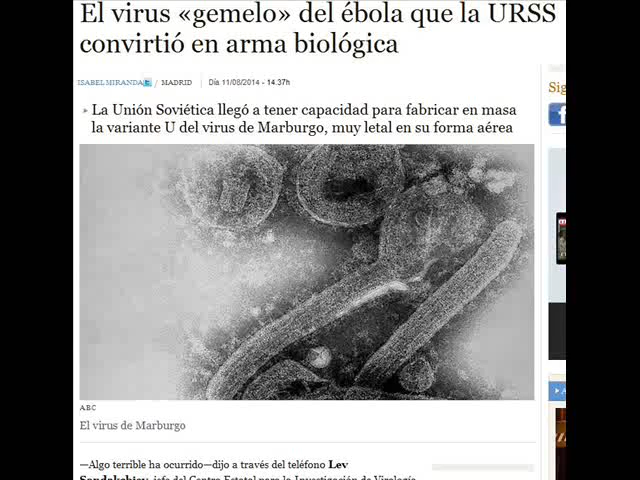 El virus «gemelo» del ébola que la URSS
convirtió en arma biológica
ISABEL MIRANDA / MADRID Día 11/08/2014 - 14.37h
Sig
La Unión Soviética llegó a tener capacidad para fabricar en masa
la variante U del virus de Marburgo, muy letal en su forma aérea
ABC
El virus de Marburgo
—Algo terrible ha ocurrido—dijo a través del teléfono Lev